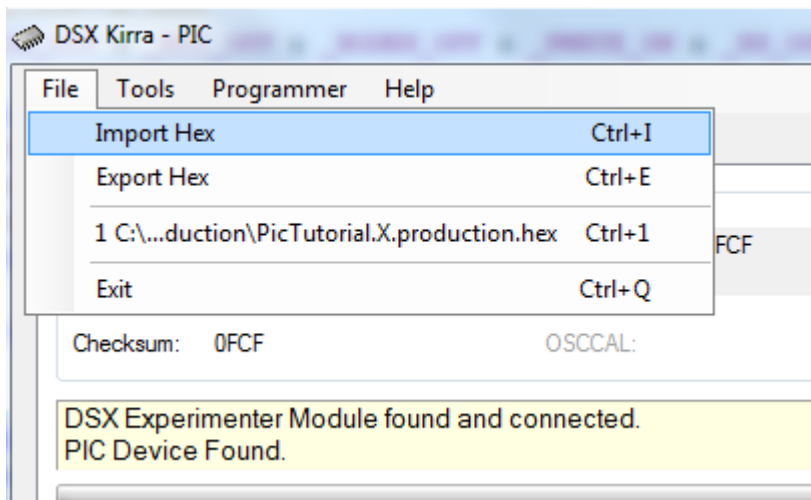 DSX Kirra - PIC
File Tools Programmer Help
Import Hex Ctrl+I
Export Hex Ctrl+E
1 C:\...duction\PicTutorial.X.production.hex Ctrl+1
FCF
Exit Ctrl+Q
Checksum: 0FCF OSCCAL:
DSX Experimenter Module found and connected.
PIC Device Found.